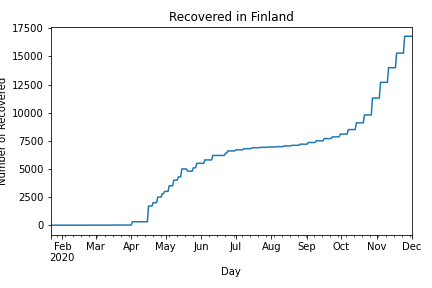 Recovered in Finland
Number of Recovered
17500
15000
12500
10000
7500
5000
2500
0
Feb Mar Apr May Jun Jul Aug Sep Oct Nov Dec
2020
Day